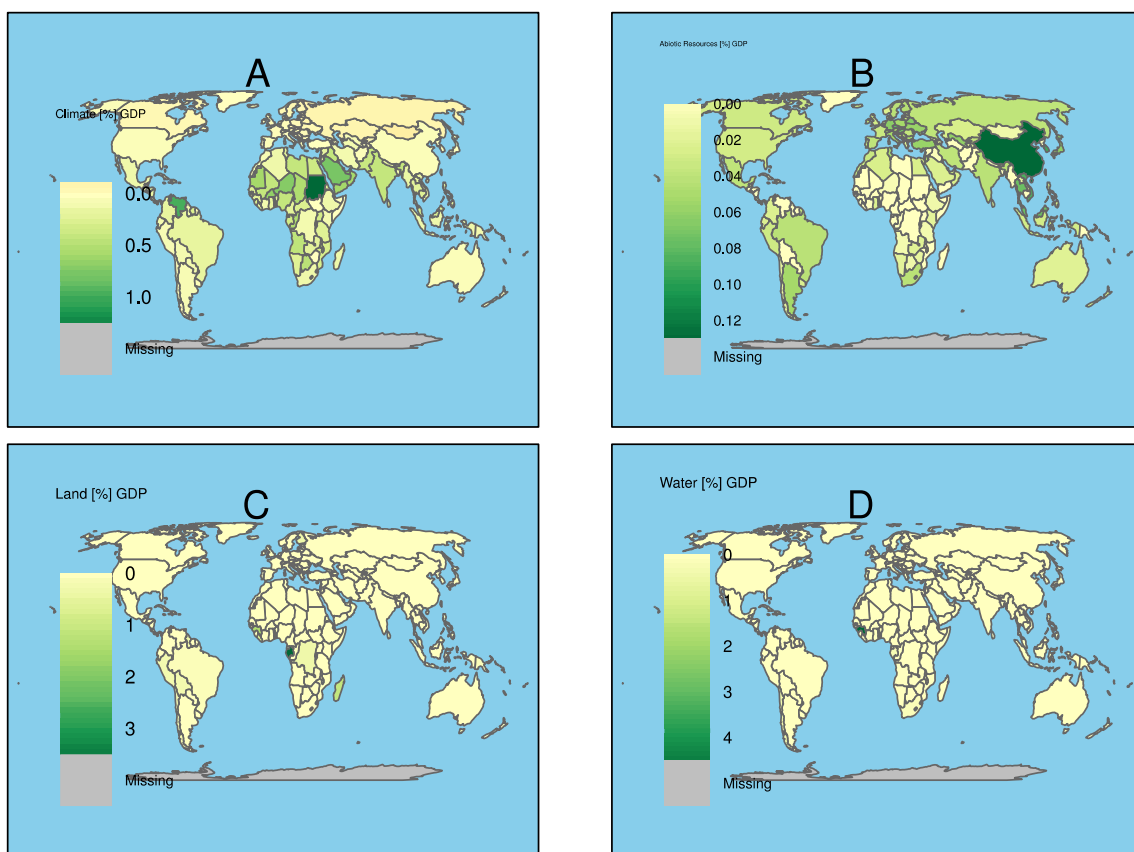 A
Climate [%] GDP
0.0
0.5
1.0
Missing
Abiotic Resources [%] GDP
B
0.00
0.02
0.04
0.06
0.08
0.10
0.12
Missing
Land [%] GDP
C
0
1
2
3
Missing
Water [%] GDP
D
0
1
2
3
4
Missing